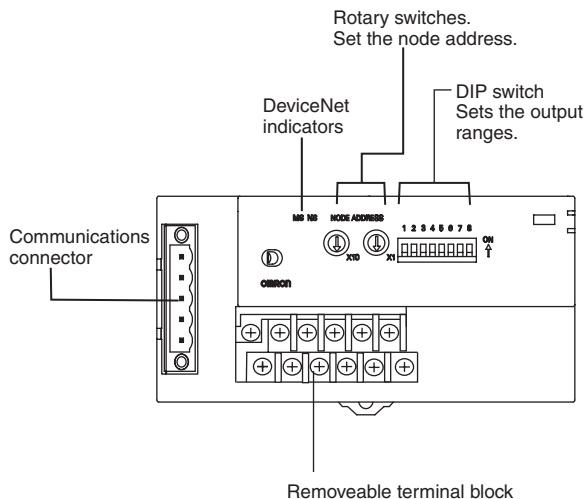 Rotary switches.
Set the node address.
DIP switch
Sets the output
ranges.
DeviceNet
indicators
MS NS NODE ADDRESS
1 2 3 4 5 6 7 8
ON
X10 X1
OMRON
Communications
connector
Removeable terminal block